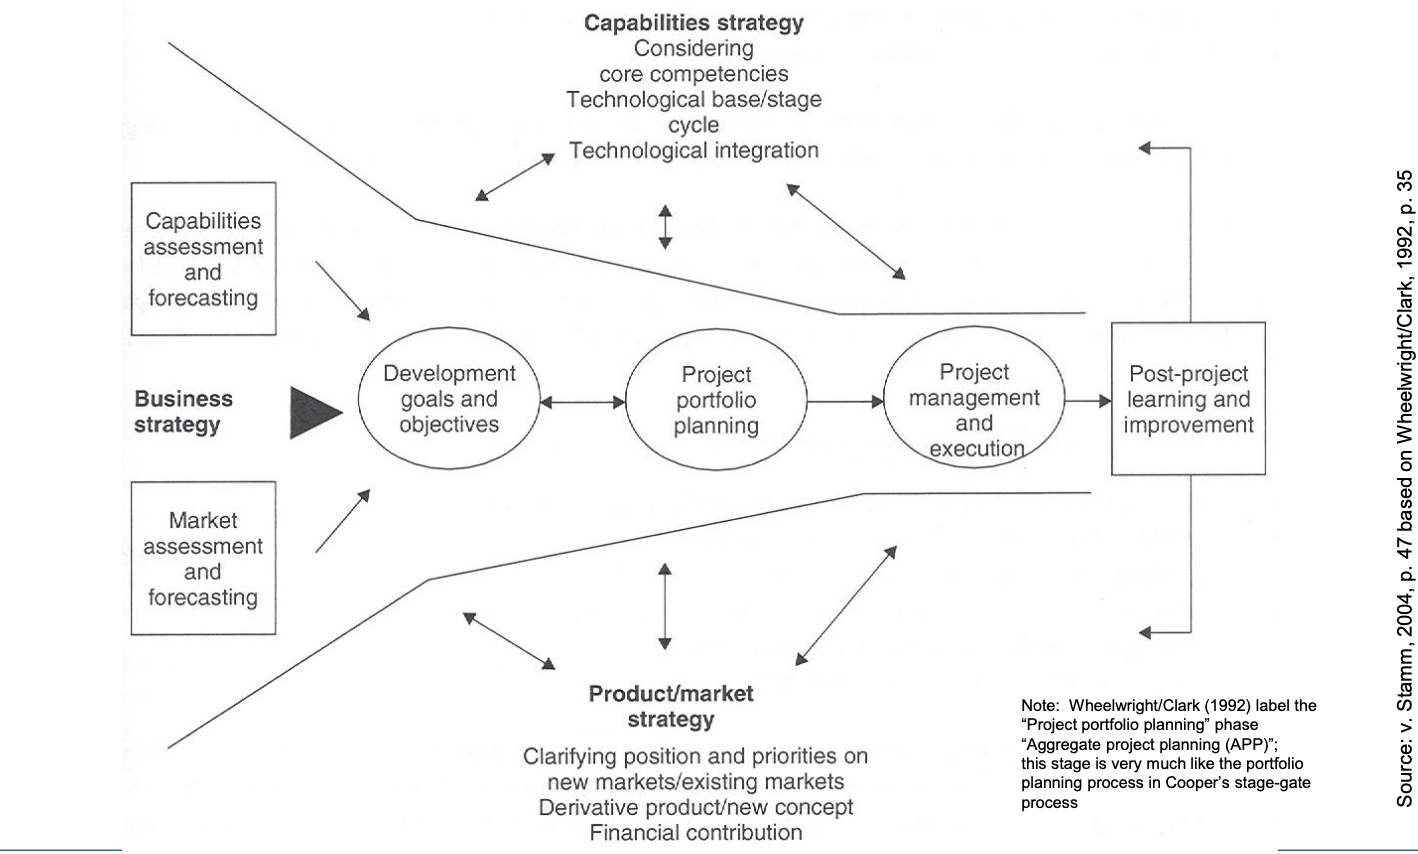 Capabilities strategy
Considering
core competencies
Technological base/stage
cycle
Technological integration
Capabilities
assessment
and
forecasting
Business
strategy
Market
assessment
and
forecasting
Development
goals and
objectives
Project
portfolio
planning
Project
management
and
execution
Post-project
learning and
improvement
Product/market
strategy
Clarifying position and priorities on
new markets/existing markets
Derivative product/new concept
Financial contribution
Note:  Wheelwright/Clark (1992) label the
“Project portfolio planning” phase
“Aggregate project planning (APP)”;
this stage is very much like the portfolio
planning process in Cooper’s stage-gate
process
Source: v. Stamm, 2004, p. 47 based on Wheelwright/Clark, 1992, p. 35